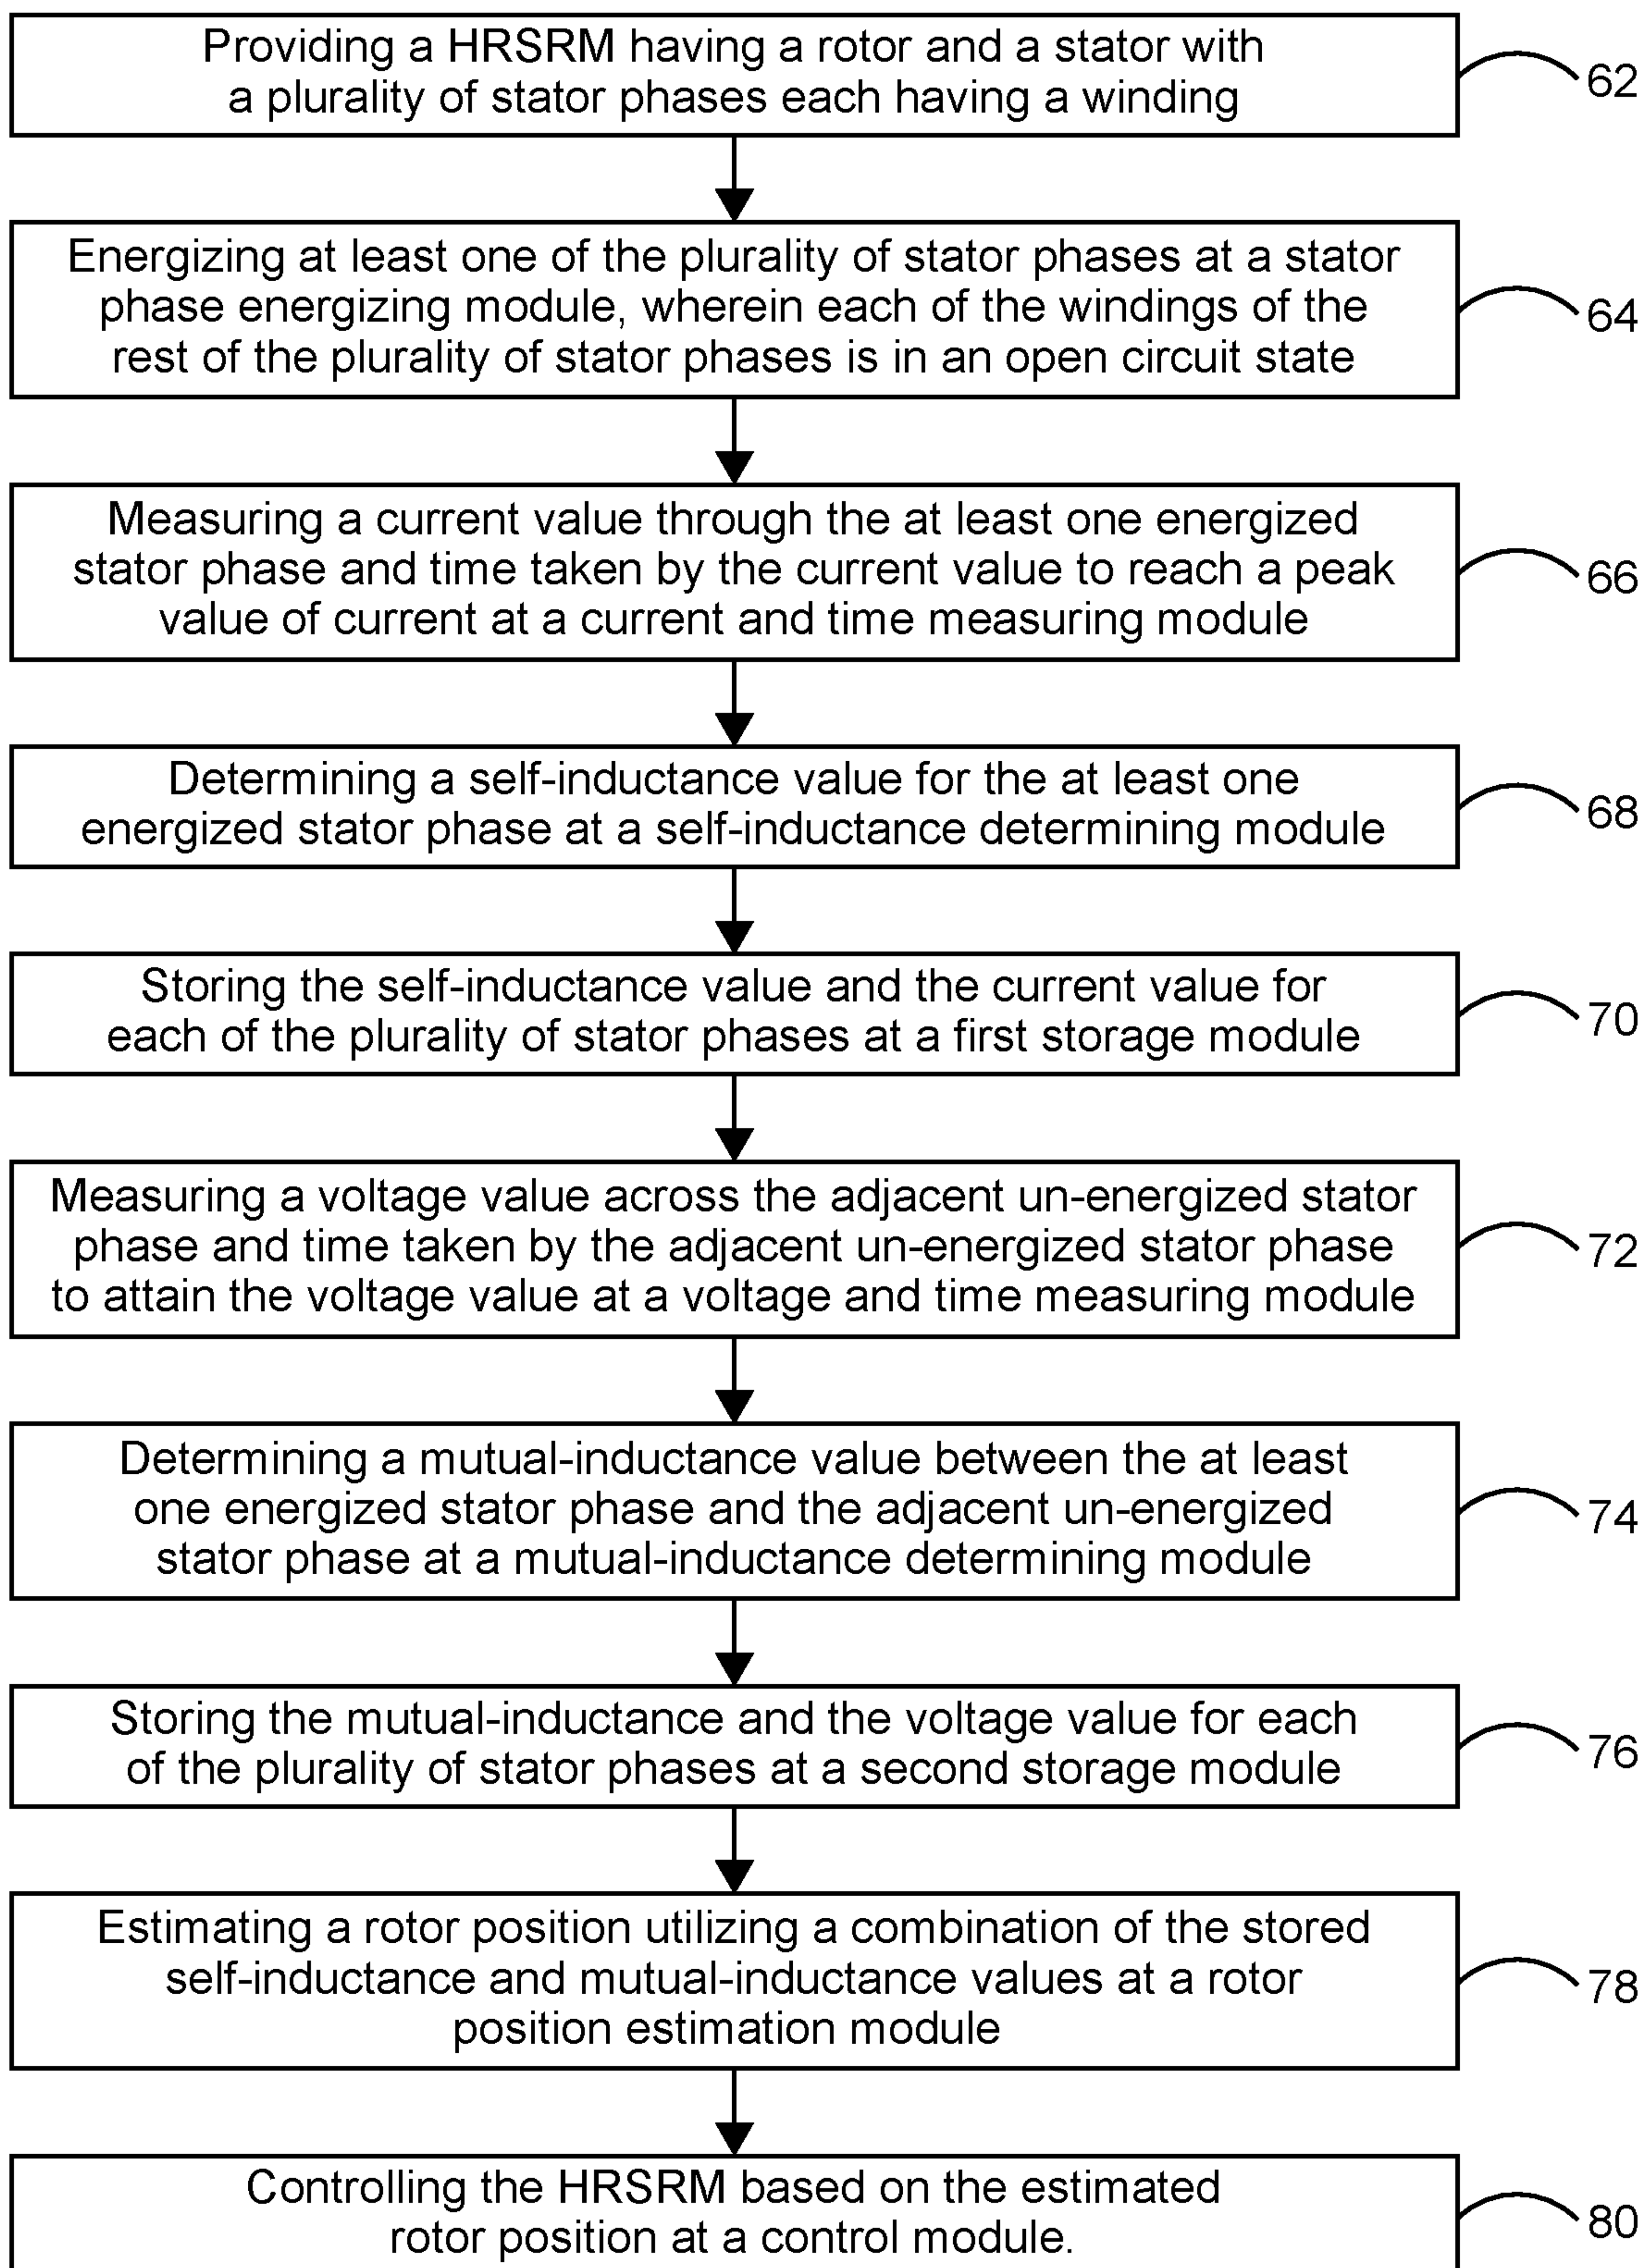 Providing a HRSRM having a rotor and a stator with
a plurality of stator phases each having a winding
62
Energizing at least one of the plurality of stator phases at a stator
phase energizing module, wherein each of the windings of the
rest of the plurality of stator phases is in an open circuit state
64
Measuring a current value through the at least one energized
stator phase and time taken by the current value to reach a peak
value of current at a current and time measuring module
66
Determining a self-inductance value for the at least one
energized stator phase at a self-inductance determining module
68
Storing the self-inductance value and the current value for
each of the plurality of stator phases at a first storage module
70
Measuring a voltage value across the adjacent un-energized stator
phase and time taken by the adjacent un-energized stator phase
to attain the voltage value at a voltage and time measuring module
72
Determining a mutual-inductance value between the at least
one energized stator phase and the adjacent un-energized
stator phase at a mutual-inductance determining module
74
Storing the mutual-inductance and the voltage value for each
of the plurality of stator phases at a second storage module
76
Estimating a rotor position utilizing a combination of the stored
self-inductance and mutual-inductance values at a rotor
position estimation module
78
Controlling the HRSRM based on the estimated
rotor position at a control module.
80